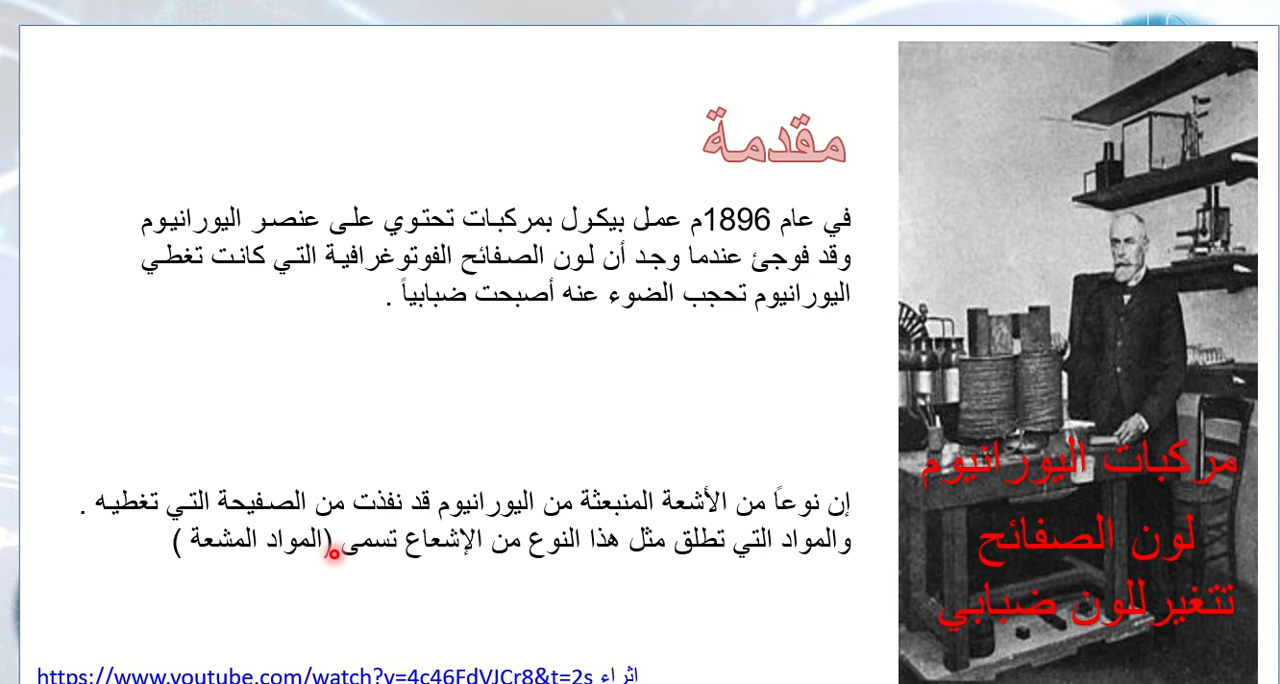 مقدمة
في عام 1896م عمل بيكرل بمركبات تحتوي على عنصر اليورانيوم
وقد فوجئ عندما وجد أن لون الصفائح الفوتوغرافية التي كانت تغطي
اليورانيوم تحجب الضوء عنه أصبحت ضبابياً .
إن نوعاً من الأشعة المنبعثة من اليورانيوم قد نفذت من الصفيحة التي تغطيه .
والمواد التي تطلق مثل هذا النوع من الإشعاع تسمى (المواد المشعة )
مركبات اليورانيوم
لون الصفائح
تتغير للون ضبابي
اثراء https://www.youtube.com/watch?v=4c46FdVJCr8&t=2s